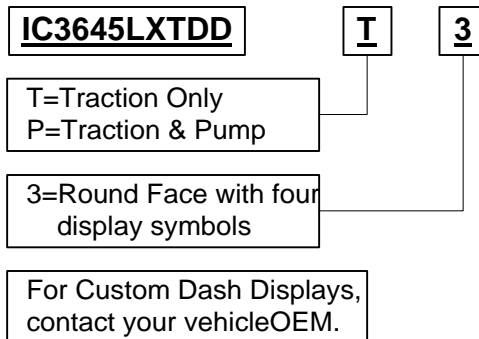 IC3645LXTDD T 3
T=Traction Only
P=Traction & Pump
3=Round Face with four
display symbols
For Custom Dash Displays,
contact your vehicleOEM.